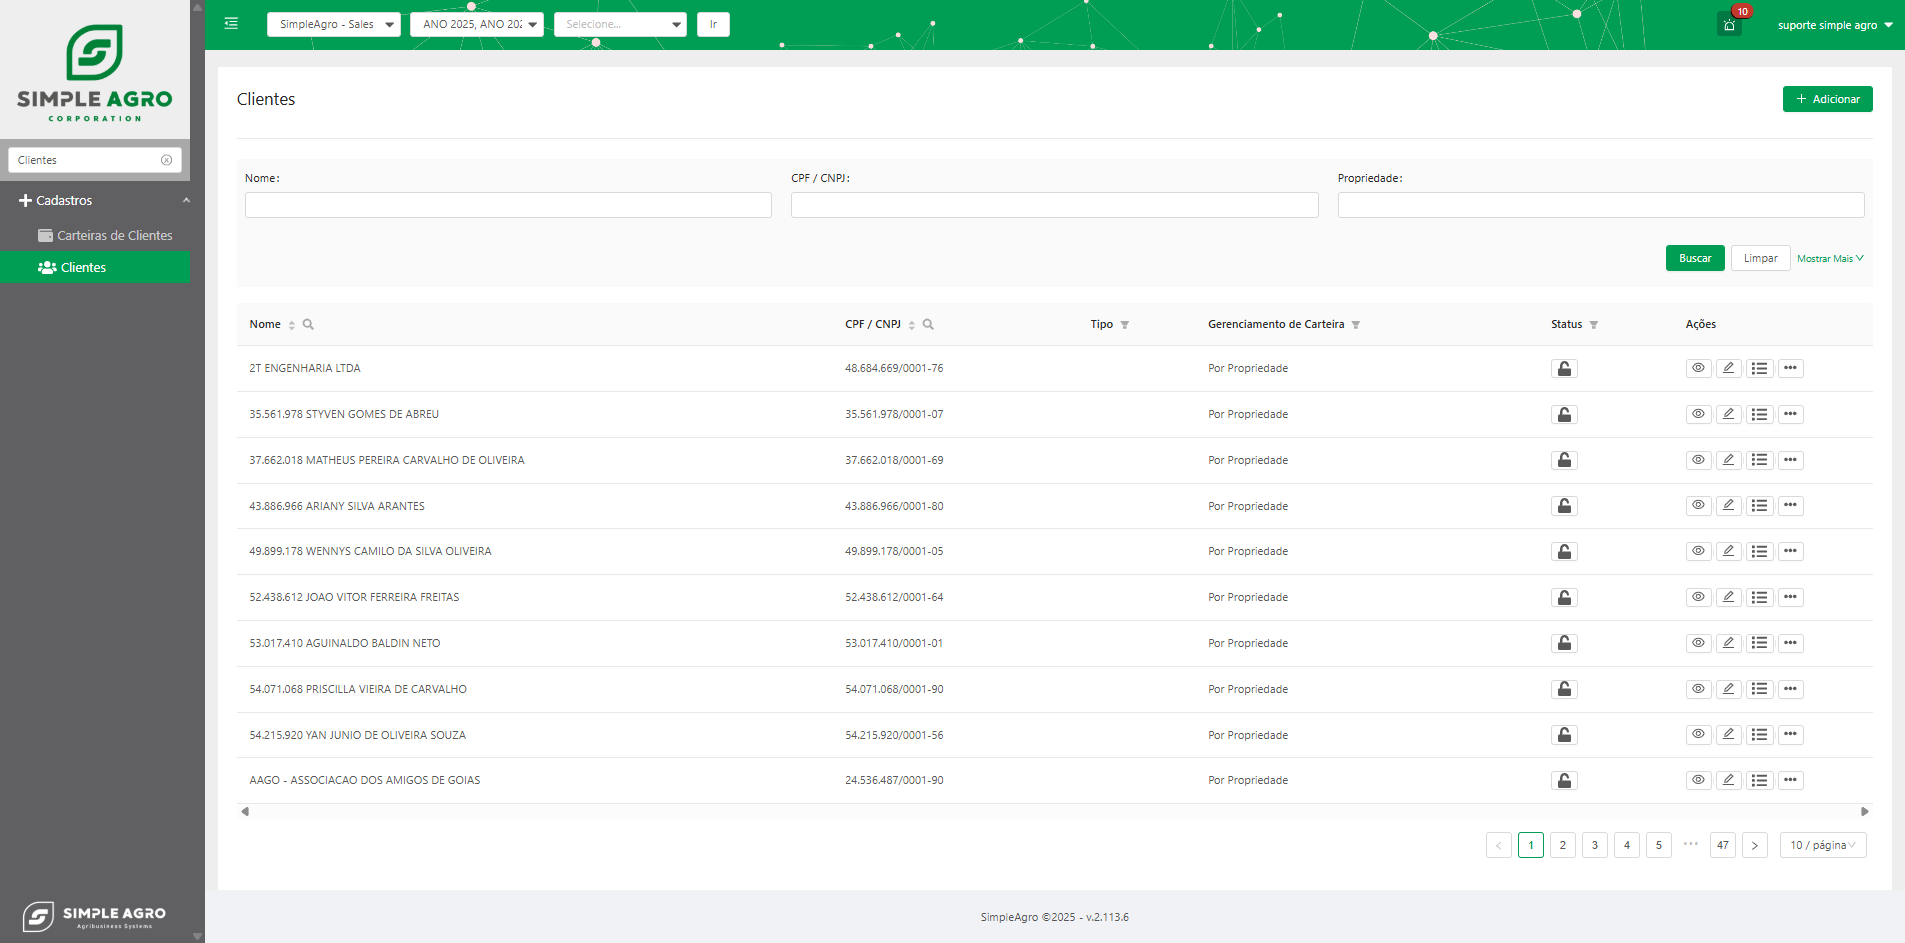 SimpleAgro - Sales
ANO 2025, ANO 202
Selecione...
Ir
10
suporte simple agro
SIMPLE AGRO
CORPORATION
Clientes
Cadastros
Carteiras de Clientes
Clientes
Clientes
+ Adicionar
Nome:
CPF / CNPJ:
Propriedade:
Buscar
Limpar
Mostrar Mais
Nome CPF / CNPJ Tipo Gerenciamento de Carteira Status Ações
2T ENGENHARIA LTDA 48.684.669/0001-76 Por Propriedade
35.561.978 STYVEN GOMES DE ABREU 35.561.978/0001-07 Por Propriedade
37.662.018 MATHEUS PEREIRA CARVALHO DE OLIVEIRA 37.662.018/0001-69 Por Propriedade
43.886.966 ARIANY SILVA ARANTES 43.886.966/0001-80 Por Propriedade
49.899.178 WENNYS CAMILO DA SILVA OLIVEIRA 49.899.178/0001-05 Por Propriedade
52.438.612 JOAO VITOR FERREIRA FREITAS 52.438.612/0001-64 Por Propriedade
53.017.410 AGUINALDO BALDIN NETO 53.017.410/0001-01 Por Propriedade
54.071.068 PRISCILLA VIEIRA DE CARVALHO 54.071.068/0001-90 Por Propriedade
54.215.920 YAN JUNIO DE OLIVEIRA SOUZA 54.215.920/0001-56 Por Propriedade
AAGO - ASSOCIACAO DOS AMIGOS DE GOIAS 24.536.487/0001-90 Por Propriedade
< 1 2 3 4 5 ••• 47 > 10 / página
SIMPLE AGRO
Agribusiness Systems
SimpleAgro ©2025 - v.2.113.6